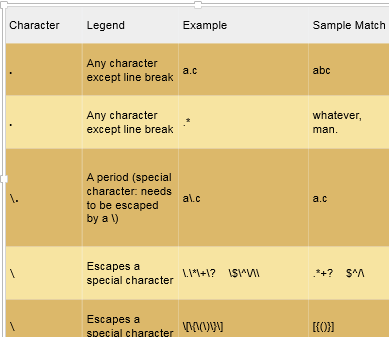 Character Legend Example Sample Match
. Any character
except line break a.c abc
. Any character
except line break .* whatever,
man.
\. A period (special
character: needs
to be escaped
by a \) a\.c a.c
\ Escapes a
special character \.\*\+\? \$\^\/\\ .*+? $^/\
\ Escapes a
special character \[\{\(\)\}\] [{()}]